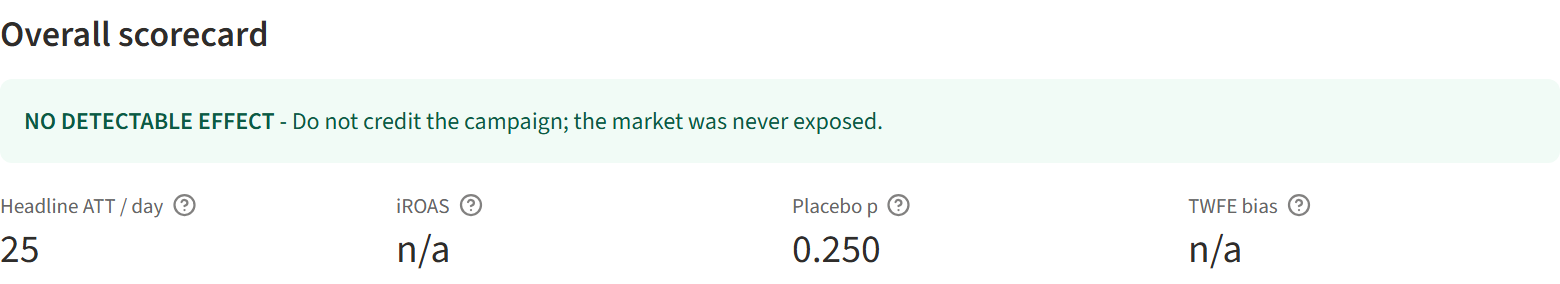 Overall scorecard
NO DETECTABLE EFFECT - Do not credit the campaign; the market was never exposed.
Headline ATT / day ?
iROAS ?
Placebo p ?
TWFE bias ?
25
n/a
0.250
n/a